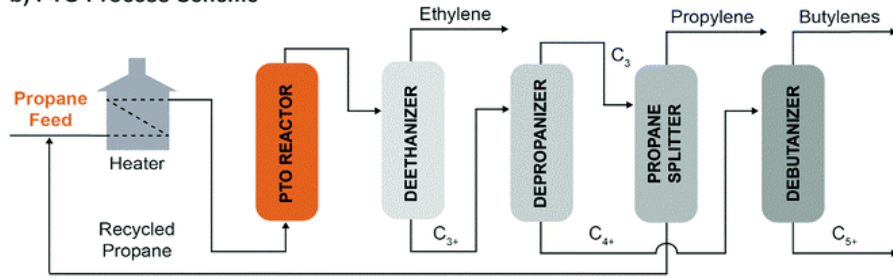 b) PTO Process Scheme
Ethylene
Propylene
Butylenes
C3
Propane
Feed
Heater
PTO REACTOR
DEETHANIZER
DEPROPANIZER
PROPANE
SPLITTER
DEBUTANIZER
Recycled
Propane
C3+
C4+
C5+